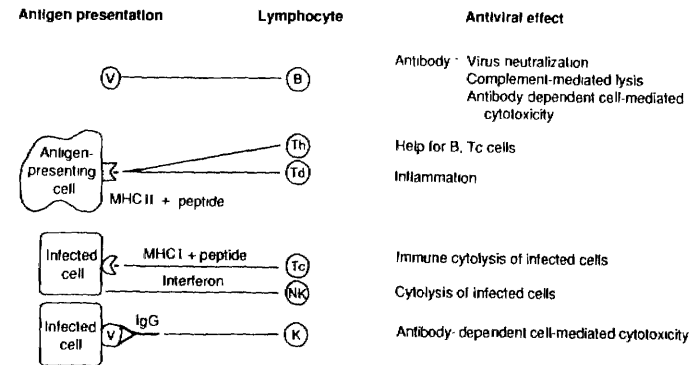 Antigen presentation Lymphocyte Antiviral effect
V B Antibody - Virus neutralization
Complement-mediated lysis
Antibody dependent cell-mediated
cytotoxicity
Antigen-
presenting
cell
Th Help for B, Tc cells
Td Inflammation
MHC II + peptide
Infected
cell
MHC I + peptide Tc Immune cytolysis of infected cells
Interferon NK Cytolysis of infected cells
Infected
cell
V IgG K Antibody-dependent cell-mediated cytotoxicity